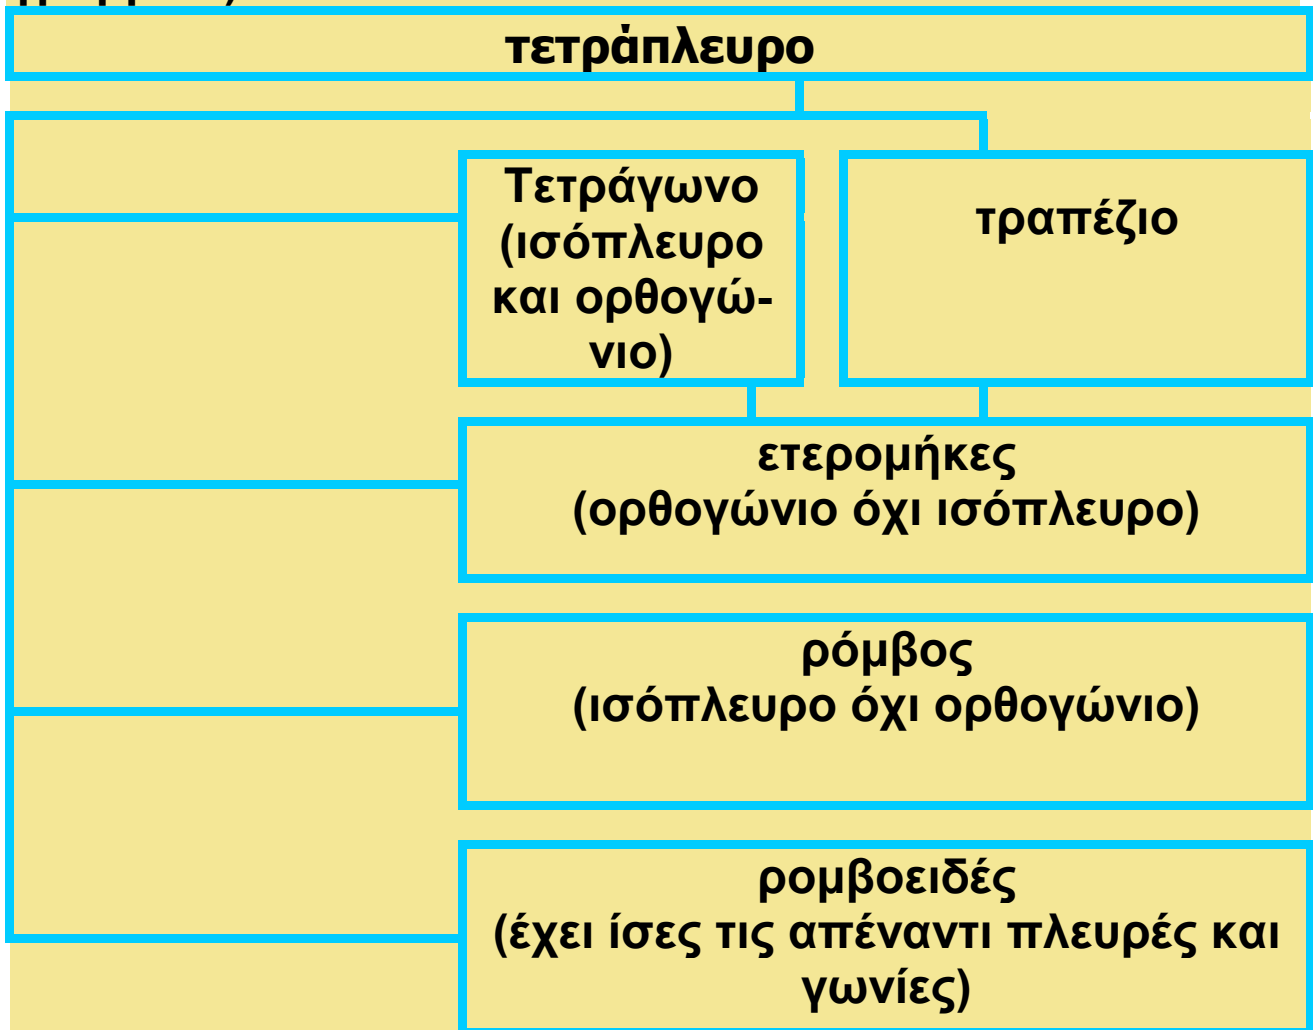 τετράπλευρο
Τετράγωνο
(ισόπλευρο
και ορθογώ-
νιο)
τραπέζιο
ετερομήκες
(ορθογώνιο όχι ισόπλευρο)
ρόμβος
(ισόπλευρο όχι ορθογώνιο)
ρομβοειδές
(έχει ίσες τις απέναντι πλευρές και
γωνίες)